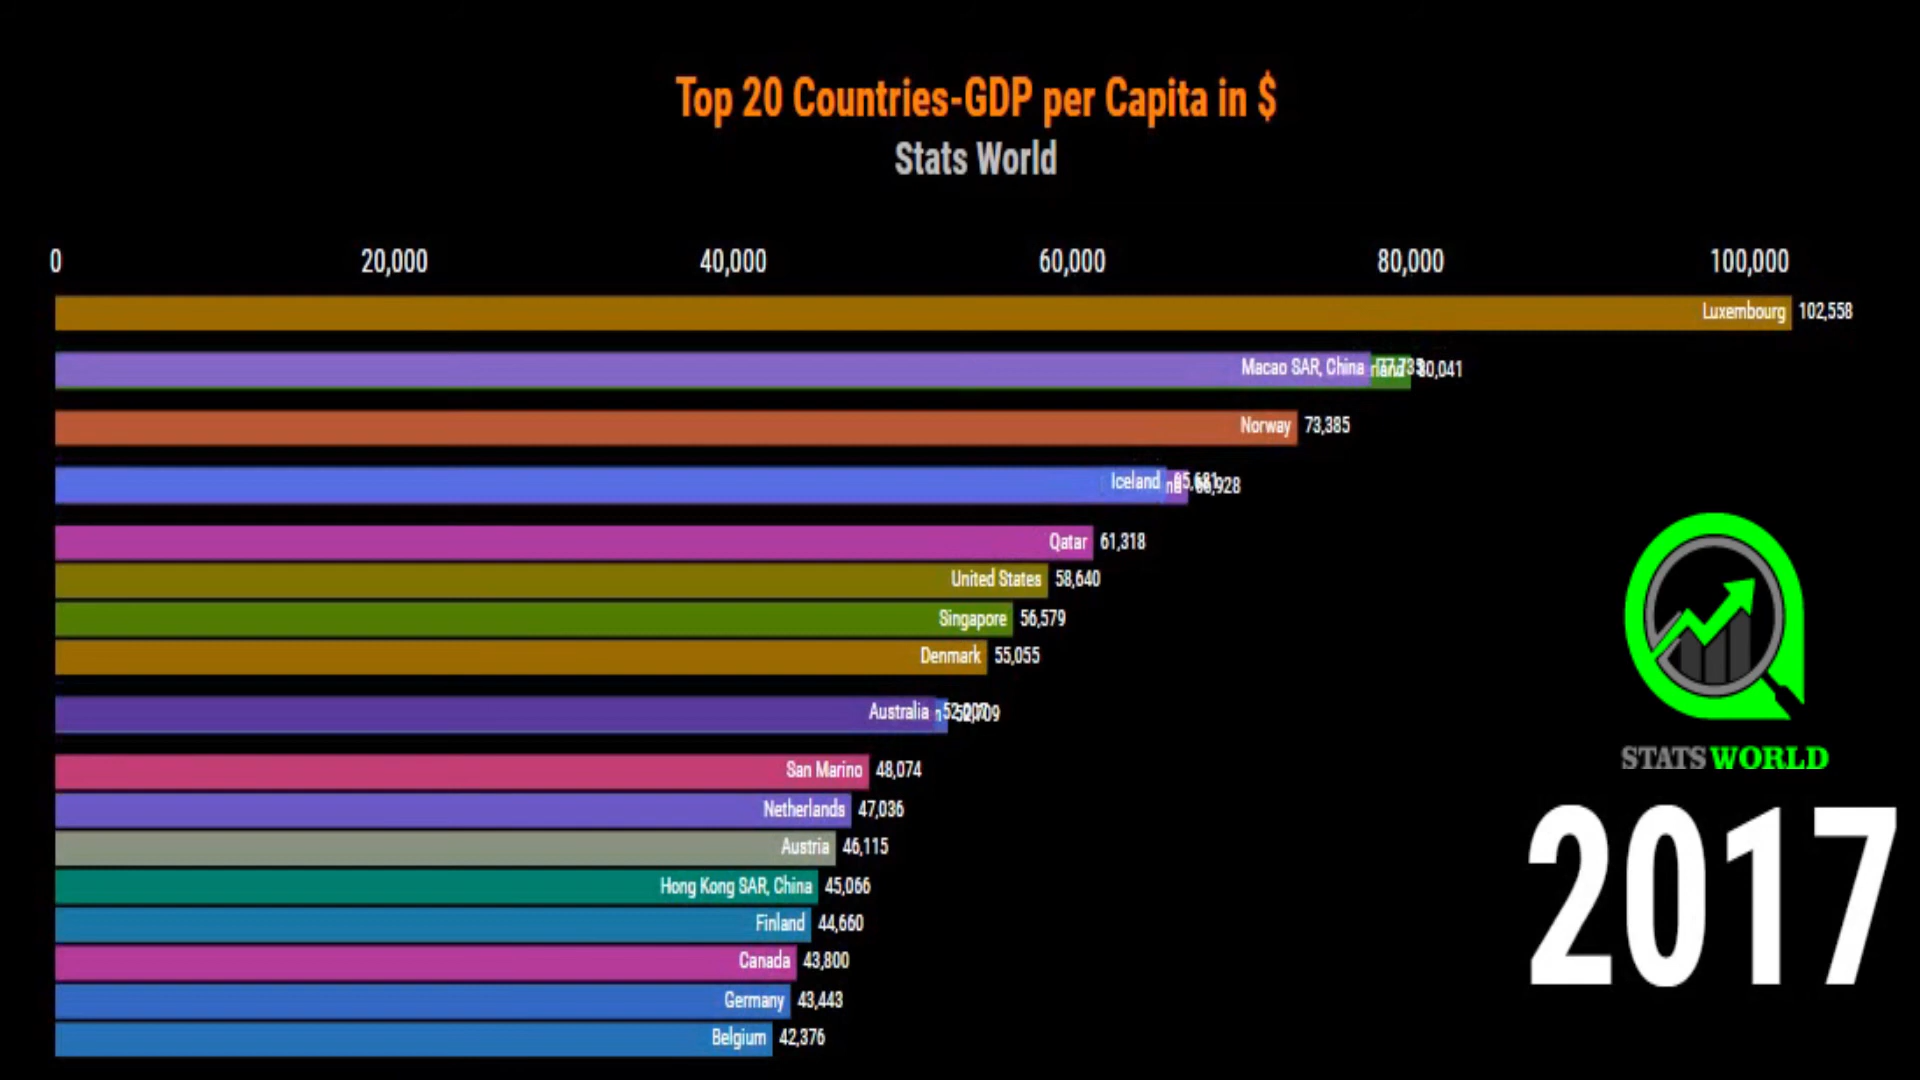 Top 20 Countries-GDP per Capita in $
Stats World
0 20,000 40,000 60,000 80,000 100,000
Luxembourg 102,558
Macao SAR, China 80,041
Norway 73,385
Iceland
Qatar 61,318
United States 58,640
Singapore 56,579
Denmark 55,055
Australia
San Marino 48,074
Netherlands 47,036
Austria 46,115
Hong Kong SAR, China 45,066
Finland 44,660
Canada 43,800
Germany 43,443
Belgium 42,376
STATS WORLD
2017